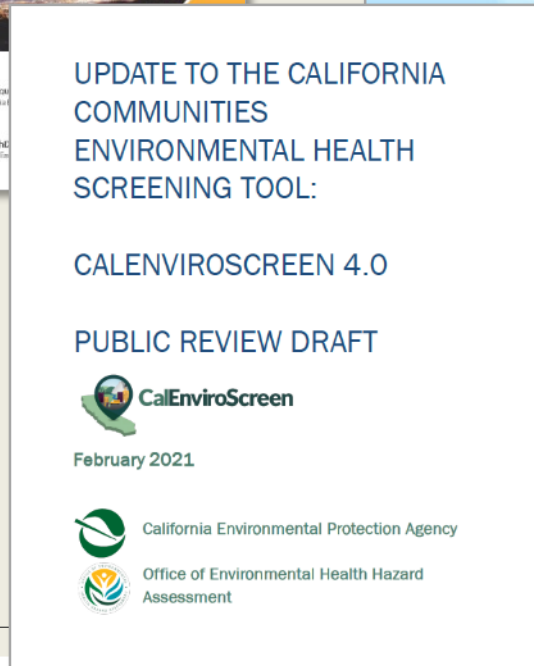 UPDATE TO THE CALIFORNIA
COMMUNITIES
ENVIRONMENTAL HEALTH
SCREENING TOOL:
CALENVIROSCREEN 4.0
PUBLIC REVIEW DRAFT
CalEnviroScreen
February 2021
California Environmental Protection Agency
Office of Environmental Health Hazard
Assessment